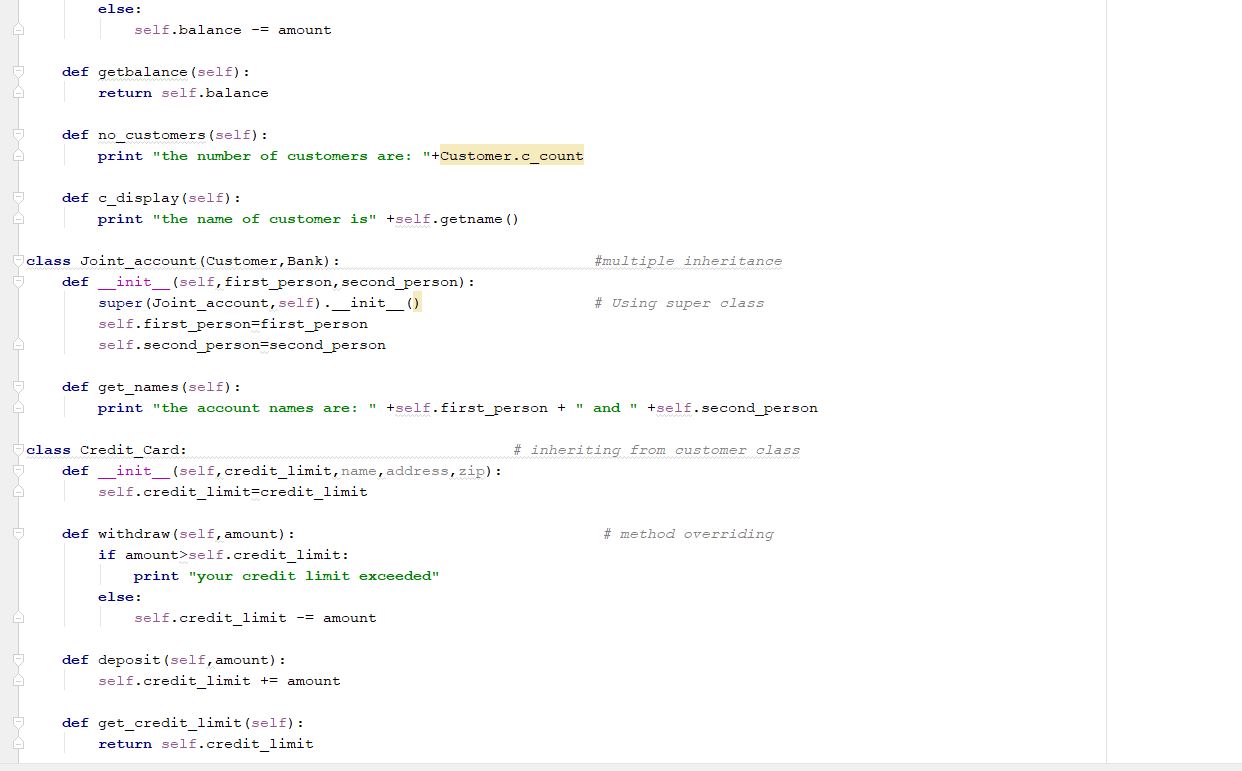 else:
self.balance -= amount
def getbalance(self):
return self.balance
def no_customers(self):
print "the number of customers are: "+Customer.c_count
def c_display(self):
print "the name of customer is" +self.getname()
class Joint_account(Customer,Bank): #multiple inheritance
def __init__(self,first_person,second_person):
super(Joint_account,self).__init__() # Using super class
self.first_person=first_person
self.second_person=second_person
def get_names(self):
print "the account names are: " +self.first_person + " and " +self.second_person
class Credit_Card: # inheriting from customer class
def __init__(self,credit_limit,name,address,zip):
self.credit_limit=credit_limit
def withdraw(self,amount): # method overriding
if amount>self.credit_limit:
print "your credit limit exceeded"
else:
self.credit_limit -= amount
def deposit(self,amount):
self.credit_limit += amount
def get_credit_limit(self):
return self.credit_limit